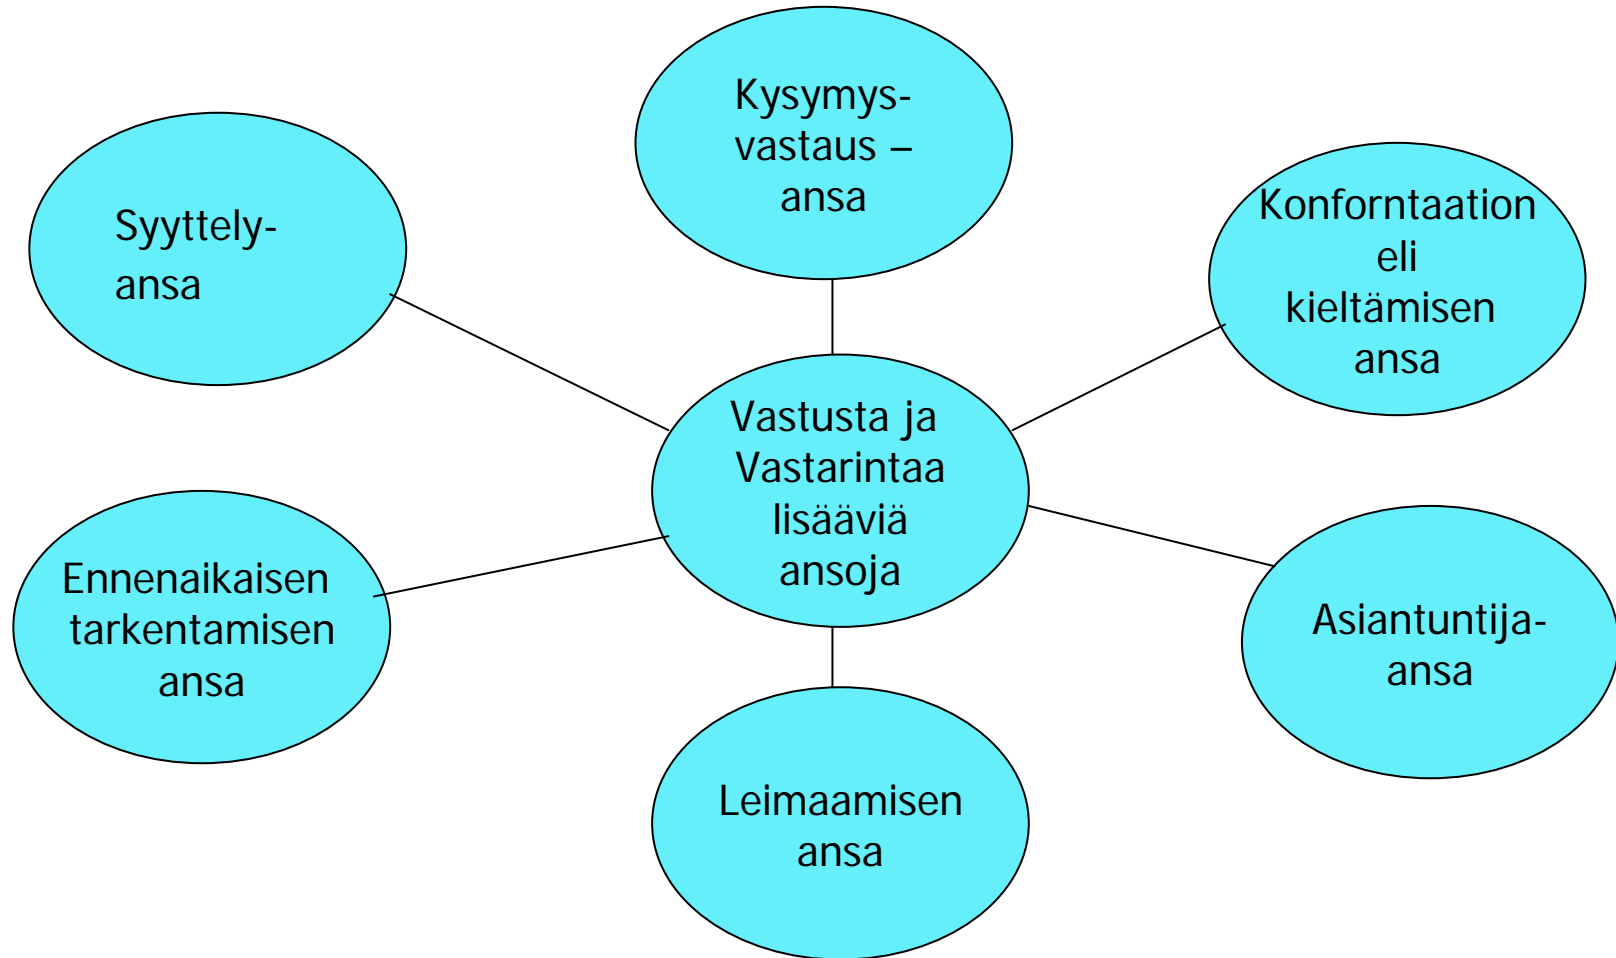 Kysymys-
vastaus –
ansa
Syyttely-
ansa
Konforntaation
eli
kieltämisen
ansa
Vastusta ja
Vastarintaa
lisääviä
ansoja
Ennenaikaisen
tarkentamisen
ansa
Asiantuntija-
ansa
Leimaamisen
ansa